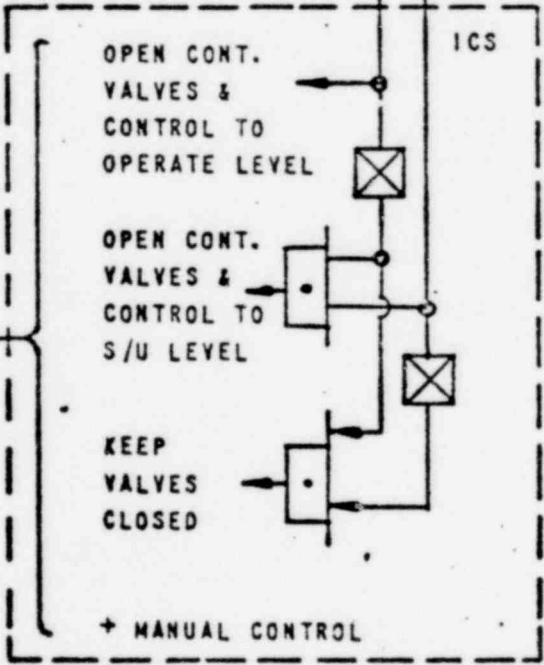 ICS
OPEN CONT.
VALVES &
CONTROL TO
OPERATE LEVEL
OPEN CONT.
VALVES &
CONTROL TO
S/U LEVEL
KEEP
VALVES
CLOSED
+ MANUAL CONTROL